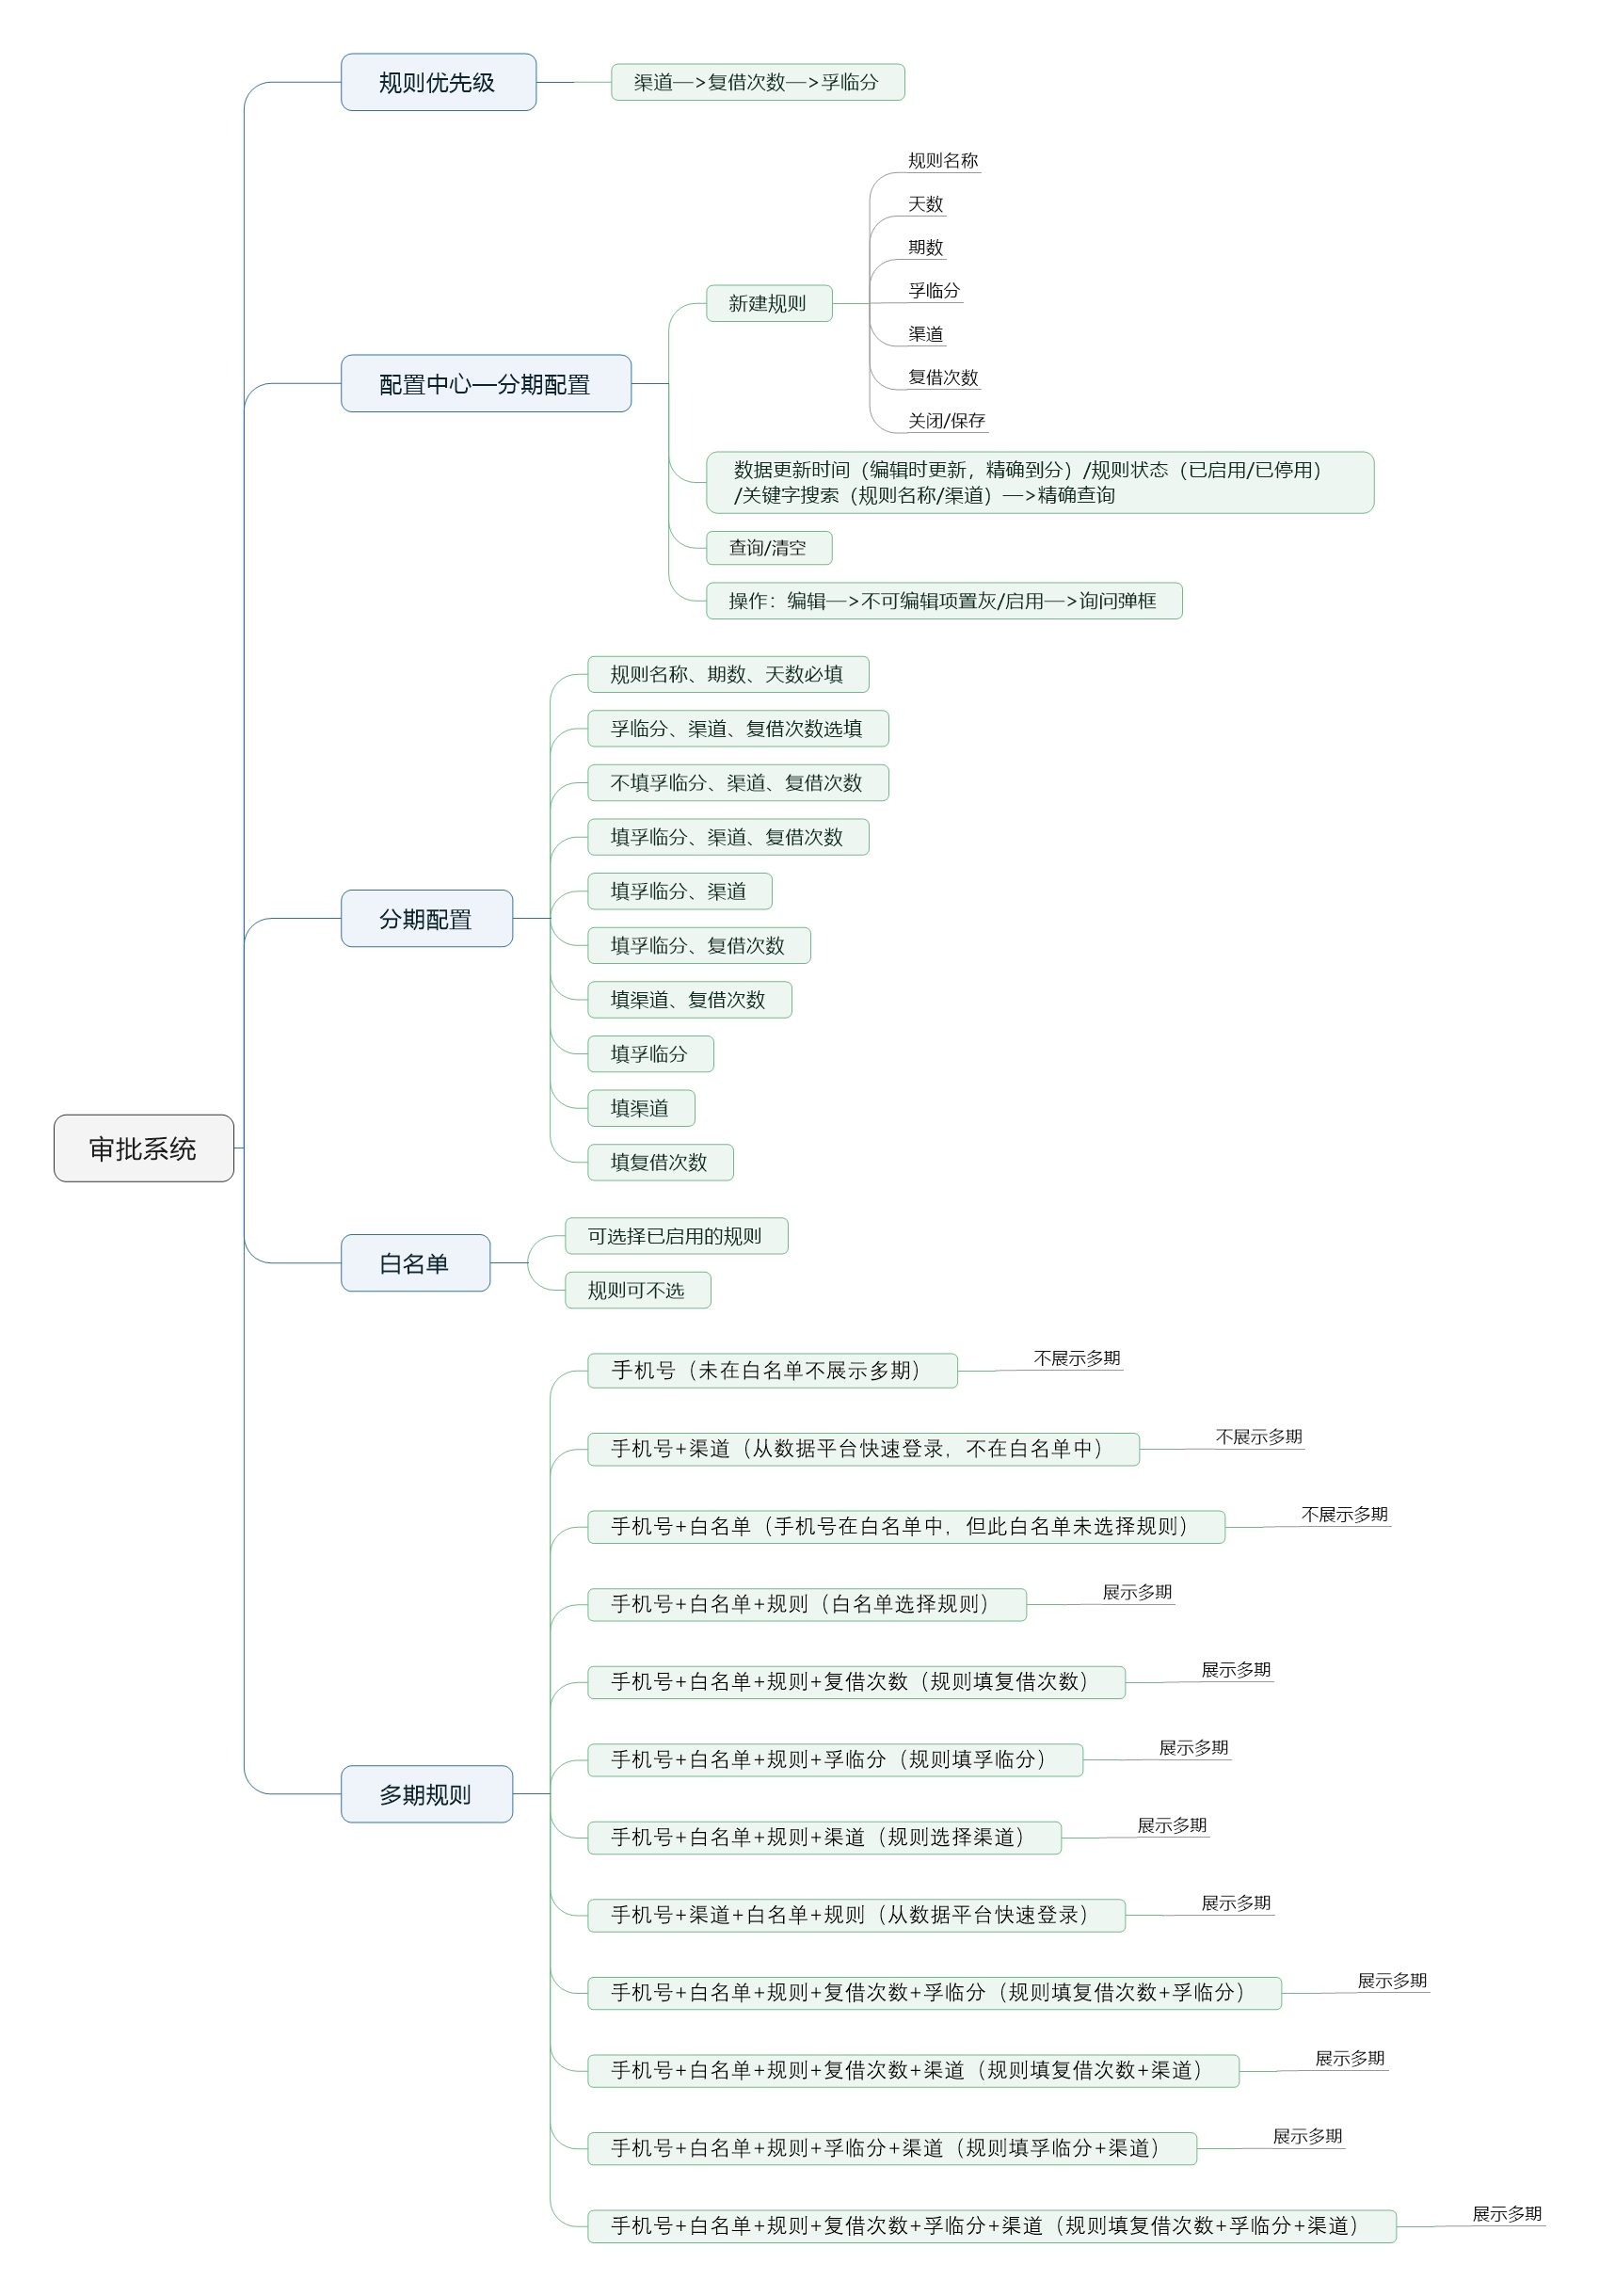 审批系统
规则优先级
渠道—>复借次数—>孚临分
配置中心—分期配置
新建规则
规则名称
天数
期数
孚临分
渠道
复借次数
关闭/保存
数据更新时间（编辑时更新，精确到分）/规则状态（已启用/已停用）
/关键字搜索（规则名称/渠道）—>精确查询
查询/清空
操作：编辑—>不可编辑项置灰/启用—>询问弹框
分期配置
规则名称、期数、天数必填
孚临分、渠道、复借次数选填
不填孚临分、渠道、复借次数
填孚临分、渠道、复借次数
填孚临分、渠道
填孚临分、复借次数
填渠道、复借次数
填孚临分
填渠道
填复借次数
白名单
可选择已启用的规则
规则可不选
多期规则
手机号（未在白名单不展示多期）
不展示多期
手机号+渠道（从数据平台快速登录，不在白名单中）
不展示多期
手机号+白名单（手机号在白名单中，但此白名单未选择规则）
不展示多期
手机号+白名单+规则（白名单选择规则）
展示多期
手机号+白名单+规则+复借次数（规则填复借次数）
展示多期
手机号+白名单+规则+孚临分（规则填孚临分）
展示多期
手机号+白名单+规则+渠道（规则选择渠道）
展示多期
手机号+渠道+白名单+规则（从数据平台快速登录）
展示多期
手机号+白名单+规则+复借次数+孚临分（规则填复借次数+孚临分）
展示多期
手机号+白名单+规则+复借次数+渠道（规则填复借次数+渠道）
展示多期
手机号+白名单+规则+孚临分+渠道（规则填孚临分+渠道）
展示多期
手机号+白名单+规则+复借次数+孚临分+渠道（规则填复借次数+孚临分+渠道）
展示多期